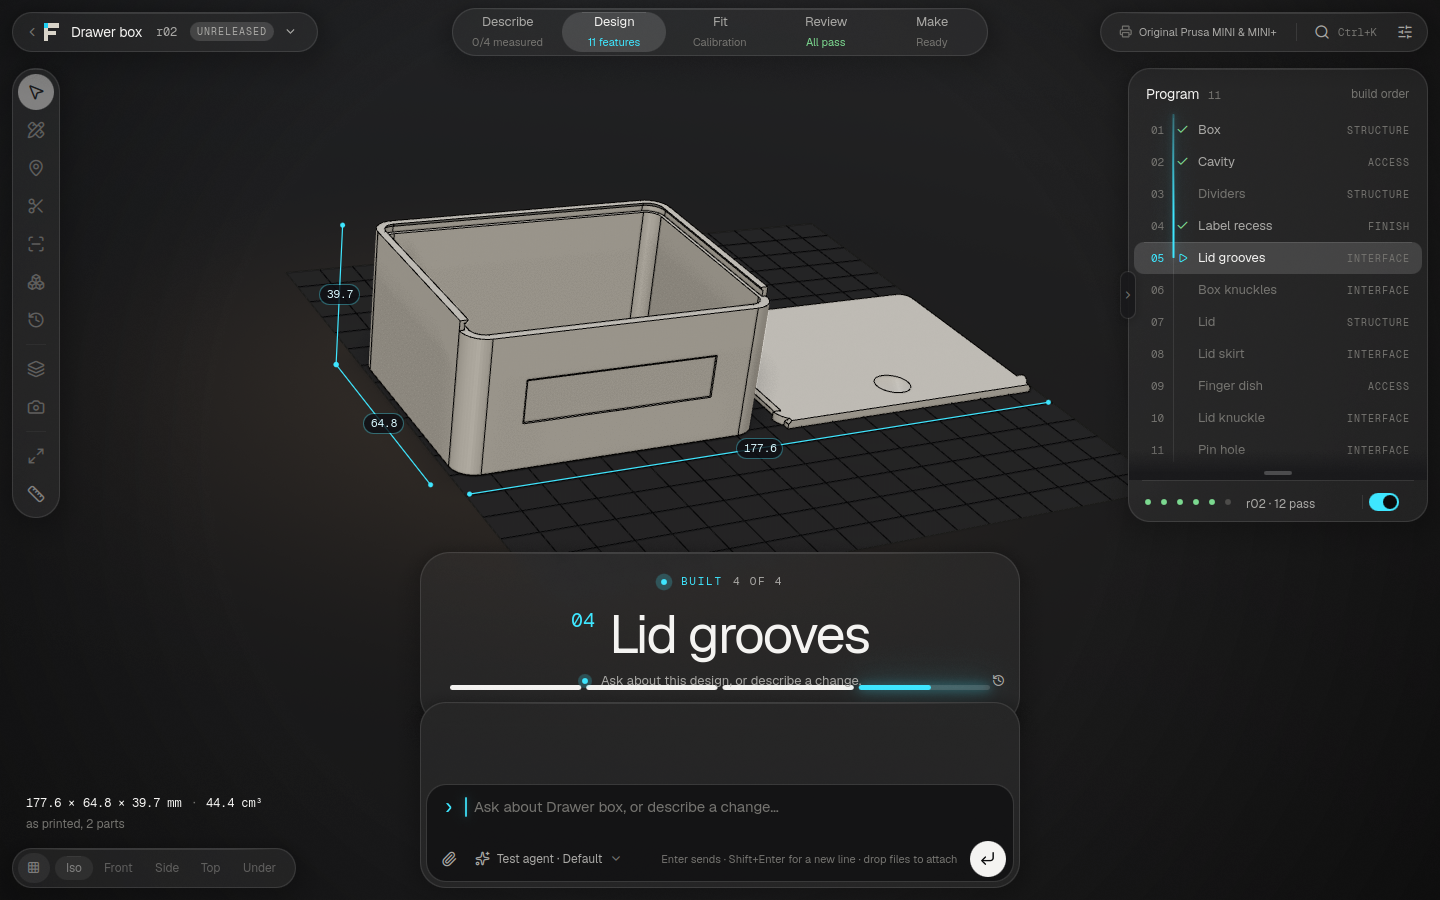 Drawer box r02 UNRELEASED
Describe
0/4 measured
Design
11 features
Fit
Calibration
Review
All pass
Make
Ready
Original Prusa MINI & MINI+
Ctrl+K
Program 11 build order
01 Box STRUCTURE
02 Cavity ACCESS
03 Dividers STRUCTURE
04 Label recess FINISH
05 Lid grooves INTERFACE
06 Box knuckles INTERFACE
07 Lid STRUCTURE
08 Lid skirt INTERFACE
09 Finger dish ACCESS
10 Lid knuckle INTERFACE
11 Pin hole INTERFACE
r02 · 12 pass
39.7
64.8
177.6
BUILT 4 OF 4
04 Lid grooves
Ask about this design, or describe a change.
Ask about Drawer box, or describe a change…
Test agent · Default
Enter sends · Shift+Enter for a new line · drop files to attach
177.6 × 64.8 × 39.7 mm · 44.4 cm³
as printed, 2 parts
Iso Front Side Top Under